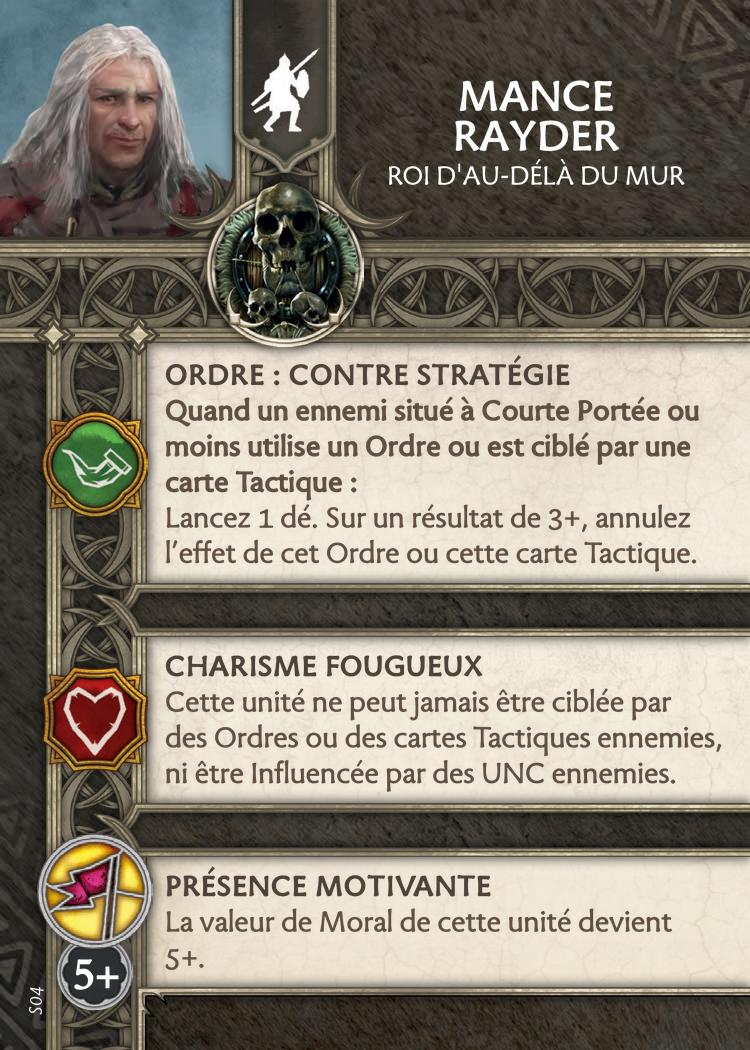 MANCE
RAYDER
ROI D'AU-DÉLÀ DU MUR
ORDRE : CONTRE STRATÉGIE
Quand un ennemi situé à Courte Portée ou
moins utilise un Ordre ou est ciblé par une
carte Tactique :
Lancez 1 dé. Sur un résultat de 3+, annulez
l'effet de cet Ordre ou cette carte Tactique.
CHARISME FOUGUEUX
Cette unité ne peut jamais être ciblée par
des Ordres ou des cartes Tactiques ennemies,
ni être Influencée par des UNC ennemies.
PRÉSENCE MOTIVANTE
La valeur de Moral de cette unité devient
5+.
5+
S04